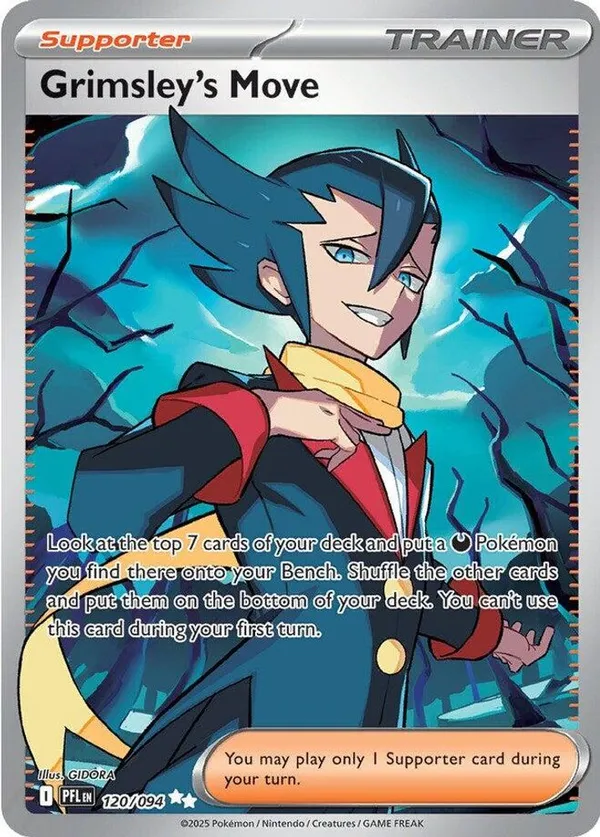 Supporter TRAINER
Grimsley's Move
Look at the top 7 cards of your deck and put a Pokémon
you find there onto your Bench. Shuffle the other cards
and put them on the bottom of your deck. You can't use
this card during your first turn.
You may play only 1 Supporter card during
your turn.
Illus. GIDORA
I PFL EN 120/094
©2025 Pokémon / Nintendo / Creatures / GAME FREAK